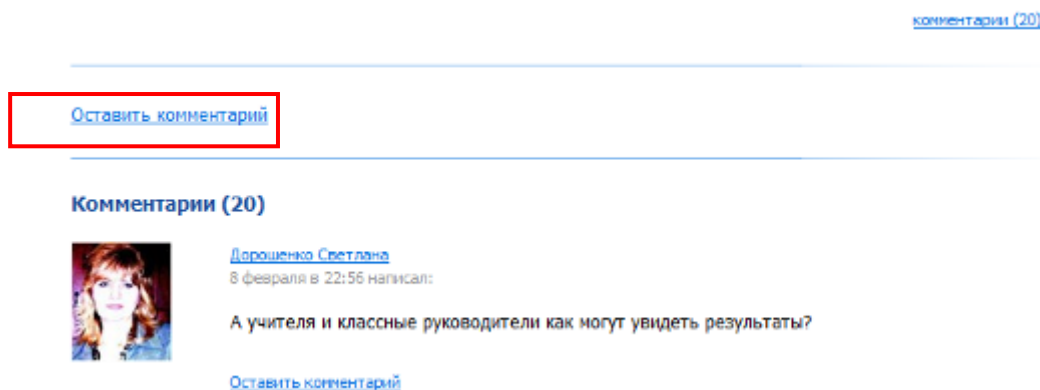 комментарии (20)
Оставить комментарий
Комментарии (20)
Дорошенко Светлана
8 февраля в 22:56 написал:
А учителя и классные руководители как могут увидеть результаты?
Оставить комментарий